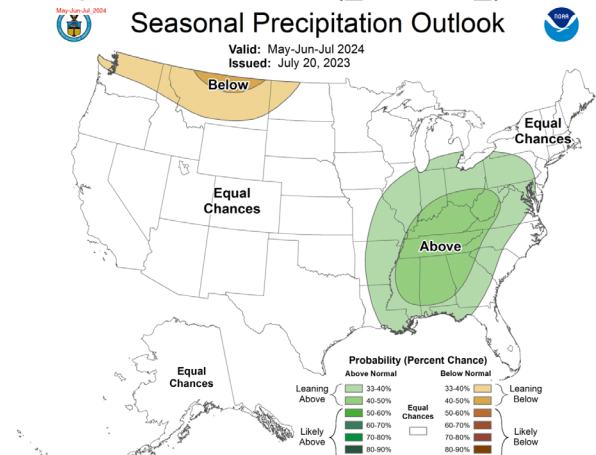 May-Jun-Jul_2024
Seasonal Precipitation Outlook
NOAA
Valid: May-Jun-Jul 2024
Issued: July 20, 2023
Below
Equal
Chances
Equal
Chances
Above
Equal
Chances
Probability (Percent Chance)
Above Normal
Below Normal
Leaning
Above
33-40%
40-50%
50-60%
60-70%
70-80%
80-90%
Likely
Above
Equal
Chances
33-40%
40-50%
50-60%
60-70%
70-80%
80-90%
Leaning
Below
Likely
Below